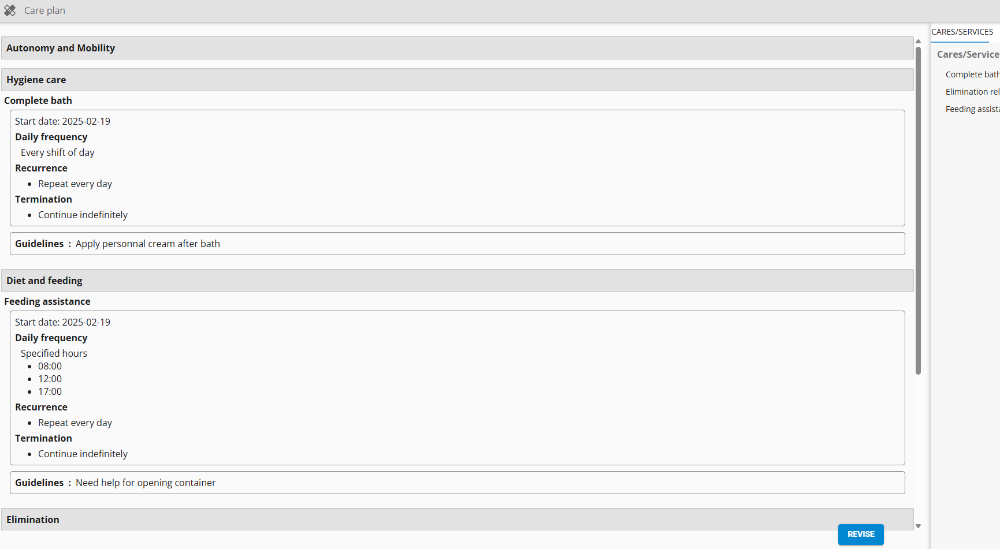 Care plan
Autonomy and Mobility
Hygiene care
Complete bath
Start date: 2025-02-19
Daily frequency
Every shift of day
Recurrence
Repeat every day
Termination
Continue indefinitely
Guidelines : Apply personnal cream after bath
Diet and feeding
Feeding assistance
Start date: 2025-02-19
Daily frequency
Specified hours
08:00
12:00
17:00
Recurrence
Repeat every day
Termination
Continue indefinitely
Guidelines : Need help for opening container
Elimination
REVISE
CARES/SERVICES
Cares/Service
Complete bath
Elimination rel
Feeding assista